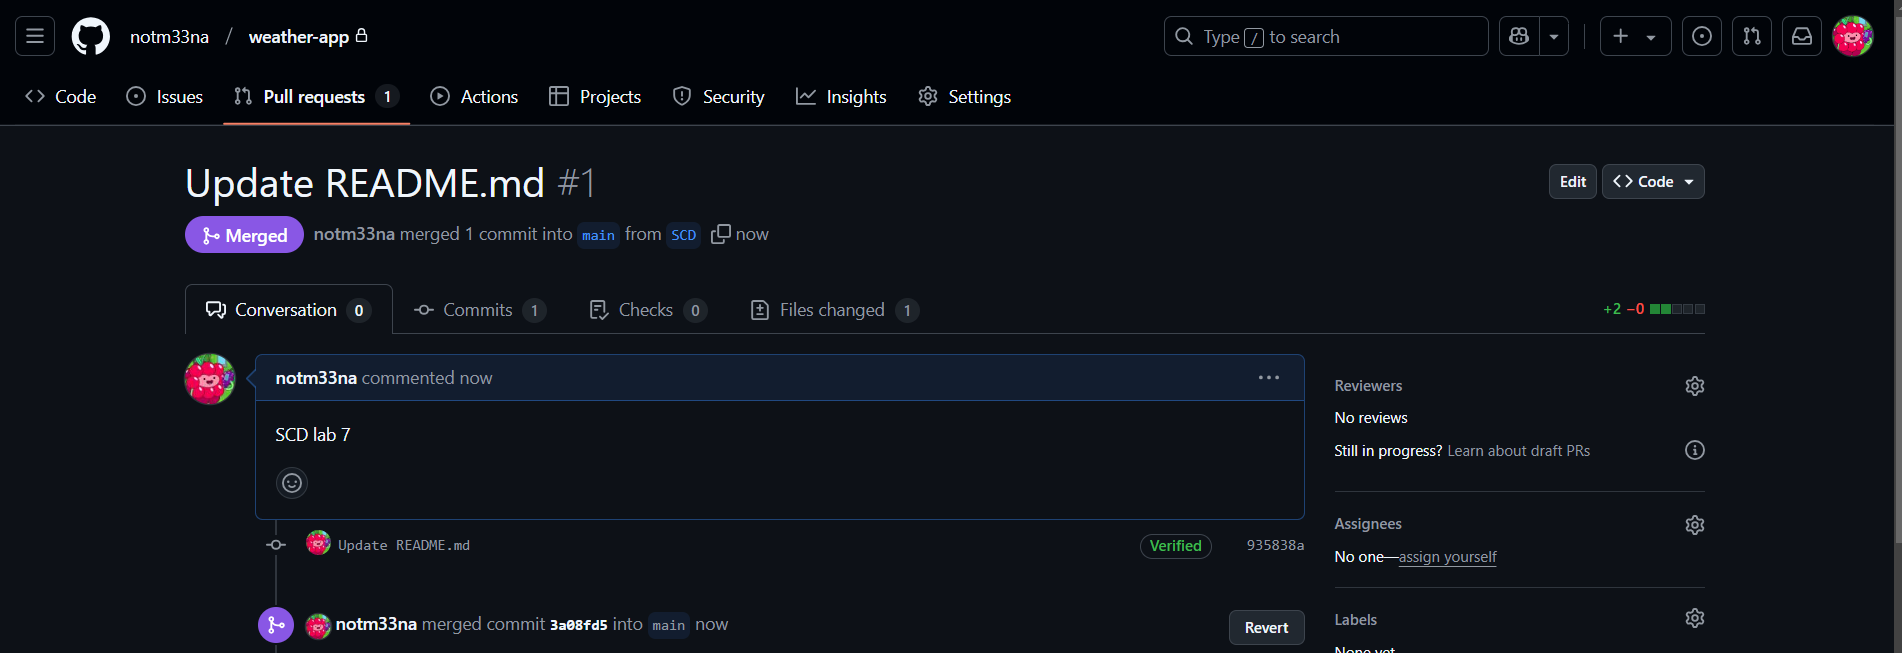 notm33na / weather-app
Type / to search
Code
Issues
Pull requests 1
Actions
Projects
Security
Insights
Settings
Update README.md #1
Edit
Code
Merged
notm33na merged 1 commit into main from SCD now
Conversation 0
Commits 1
Checks 0
Files changed 1
+2 −0
notm33na commented now
SCD lab 7
Update README.md
Verified
935838a
notm33na merged commit 3a08fd5 into main now
Revert
Reviewers
No reviews
Still in progress? Learn about draft PRs
Assignees
No one—assign yourself
Labels
None yet